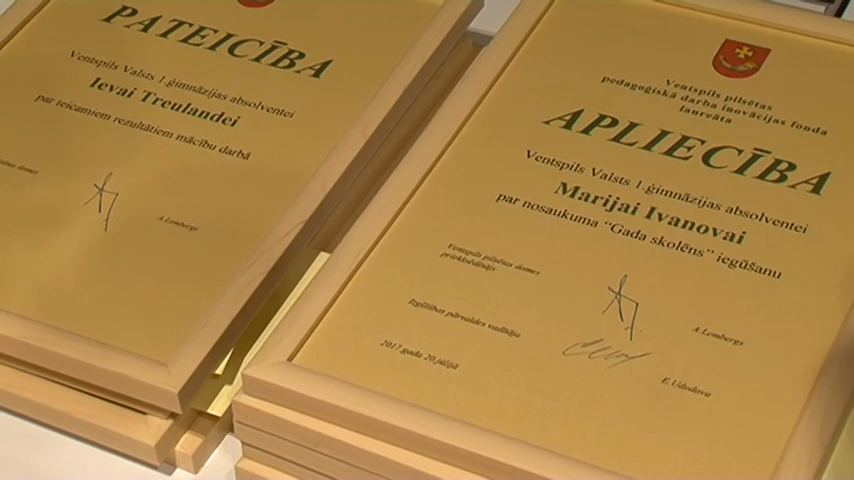 PATEICĪBA
Ventspils Valsts 1.ģimnāzijas absolventei
Ievai Treulandei
par teicamiem rezultātiem mācību darbā
domes
A.Lembergs
Ventspils pilsētas
pedagoģiskā darba inovācijas fonda
laureāta
APLIECĪBA
Ventspils Valsts 1.ģimnāzijas absolventei
Marijai Ivanovai
par nosaukuma "Gada skolēns" iegūšanu
Ventspils pilsētas domes
priekšsēdētājs
A.Lembergs
Izglītības pārvaldes vadītāja
E.Udodova
2017.gada 20.jūlijā